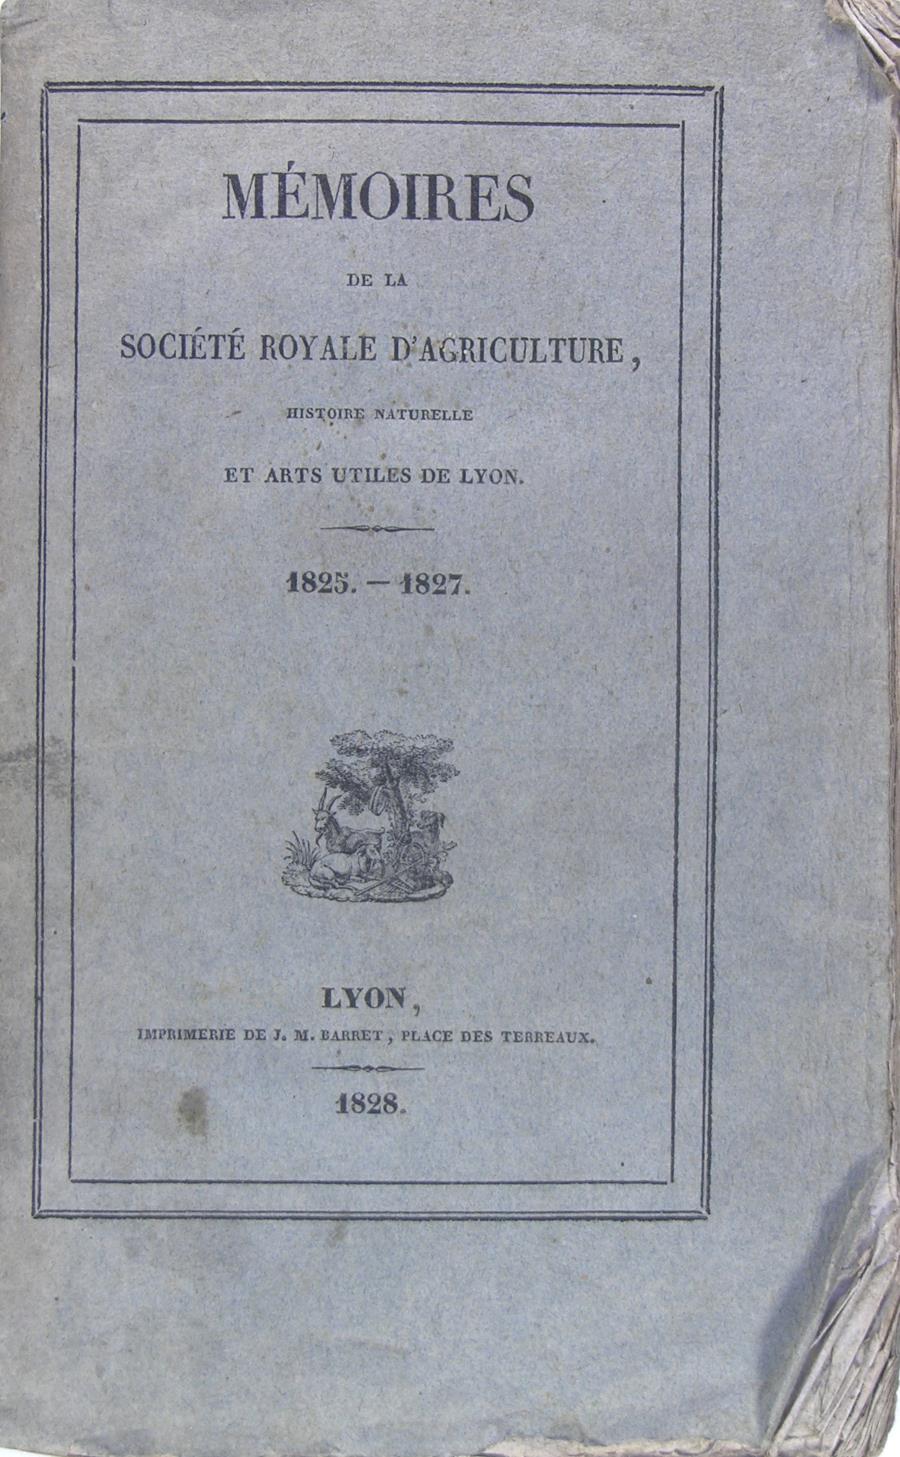 MÉMOIRES
DE LA
SOCIÉTÉ ROYALE D'AGRICULTURE,
HISTOIRE NATURELLE
ET ARTS UTILES DE LYON.
1825. — 1827.
LYON,
IMPRIMERIE DE J. M. BARRET, PLACE DES TERREAUX.
1828.